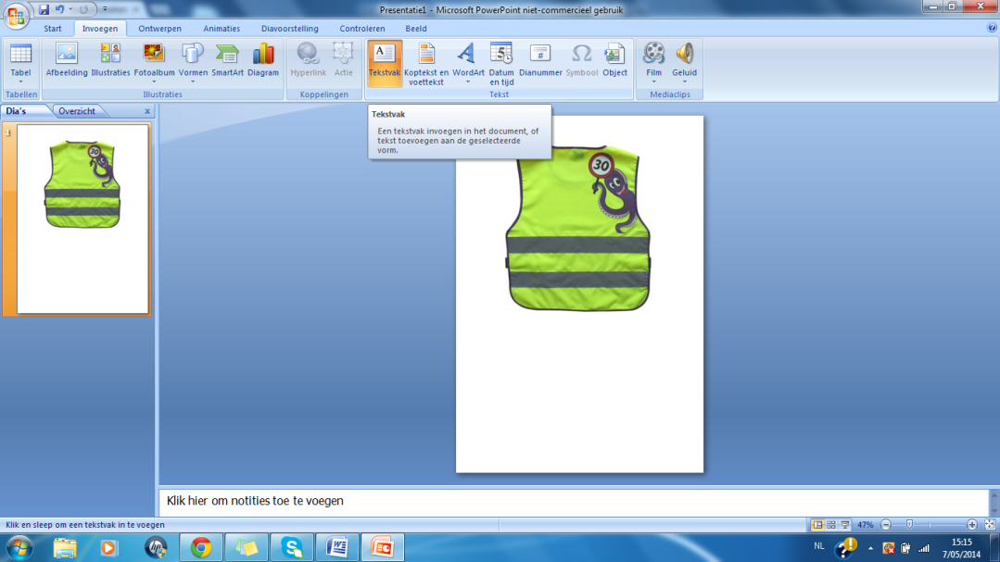 Presentatie1 - Microsoft PowerPoint niet-commercieel gebruik
Start Invoegen Ontwerpen Animaties Diavoorstelling Controleren Beeld
Tabel Afbeelding Illustraties Fotoalbum Vormen SmartArt Diagram Hyperlink Actie Tekstvak Koptekst en voettekst WordArt Datum en tijd Dianummer Symbool Object Film Geluid
Tabellen Illustraties Koppelingen Tekst Mediaclips
Dia's Overzicht x
Tekstvak
Een tekstvak invoegen in het document, of
tekst toevoegen aan de geselecteerde
vorm.
1
30
30
Klik hier om notities toe te voegen
Klik en sleep om een tekstvak in te voegen
47%
NL
15:15
7/05/2014